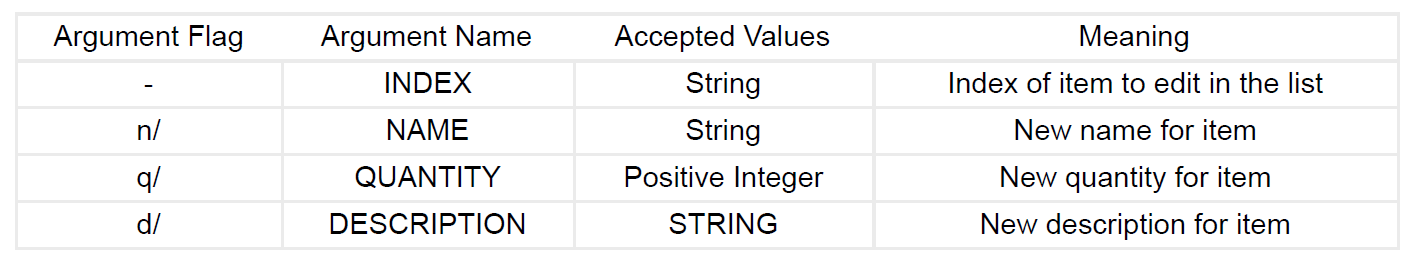 Argument Flag Argument Name Accepted Values Meaning
- INDEX String Index of item to edit in the list
n/ NAME String New name for item
q/ QUANTITY Positive Integer New quantity for item
d/ DESCRIPTION STRING New description for item